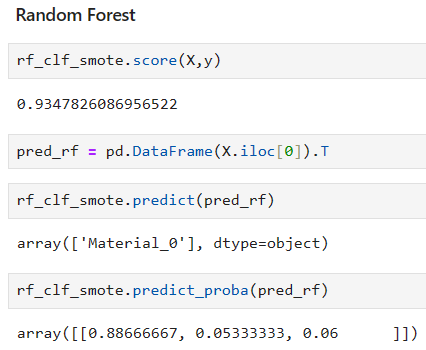 Random Forest
rf_clf_smote.score(X,y)
0.9347826086956522
pred_rf = pd.DataFrame(X.iloc[0]).T
rf_clf_smote.predict(pred_rf)
array(['Material_0'], dtype=object)
rf_clf_smote.predict_proba(pred_rf)
array([[0.88666667, 0.05333333, 0.06      ]])